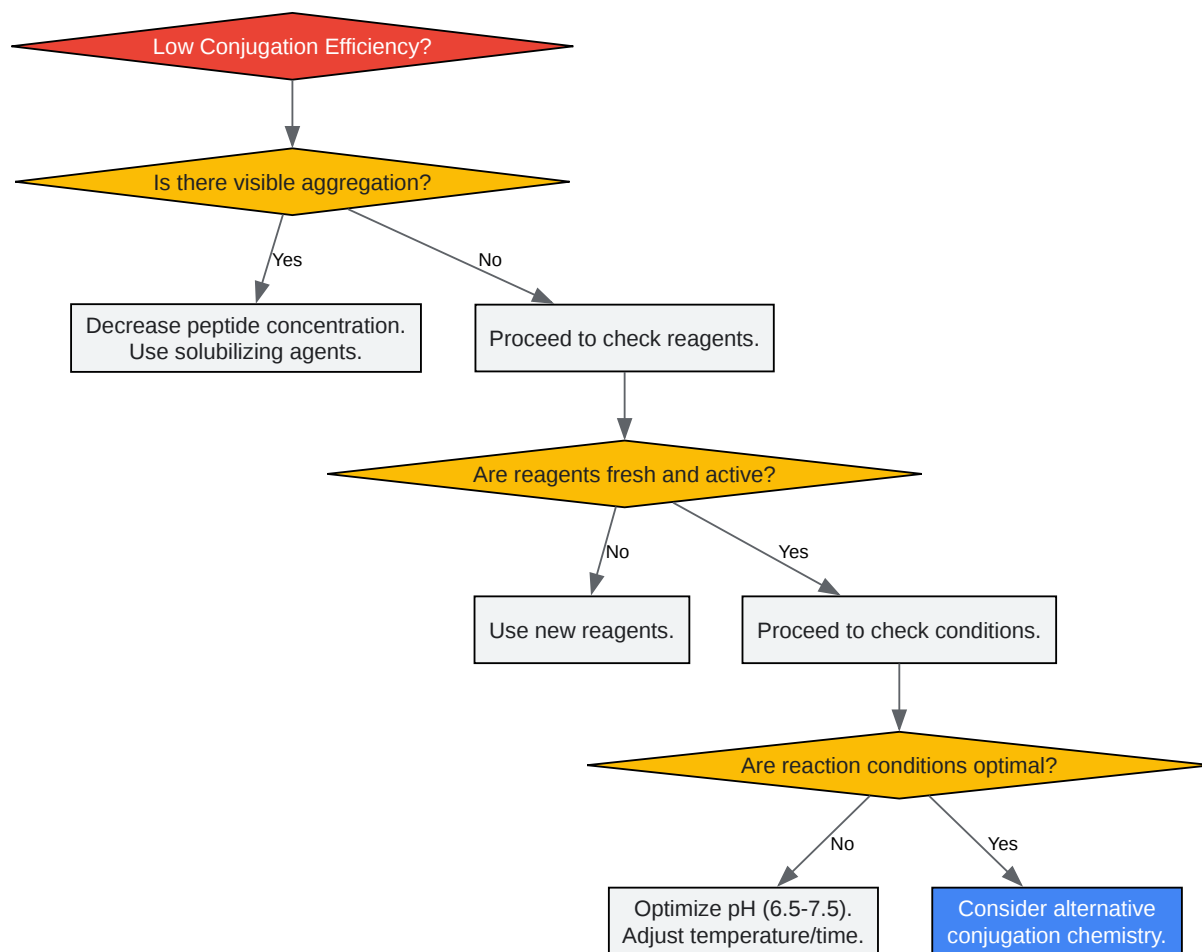 Low Conjugation Efficiency?
Is there visible aggregation?
Yes
No
Decrease peptide concentration.
Use solubilizing agents.
Proceed to check reagents.
Are reagents fresh and active?
No
Yes
Use new reagents.
Proceed to check conditions.
Are reaction conditions optimal?
No
Yes
Optimize pH (6.5-7.5).
Adjust temperature/time.
Consider alternative
conjugation chemistry.